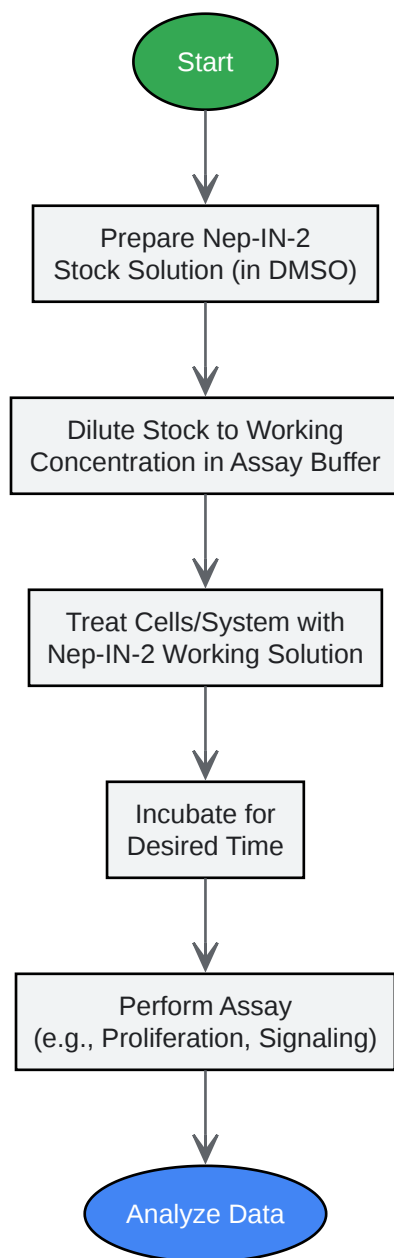 Start
Prepare Nep-IN-2
Stock Solution (in DMSO)
Dilute Stock to Working
Concentration in Assay Buffer
Treat Cells/System with
Nep-IN-2 Working Solution
Incubate for
Desired Time
Perform Assay
(e.g., Proliferation, Signaling)
Analyze Data